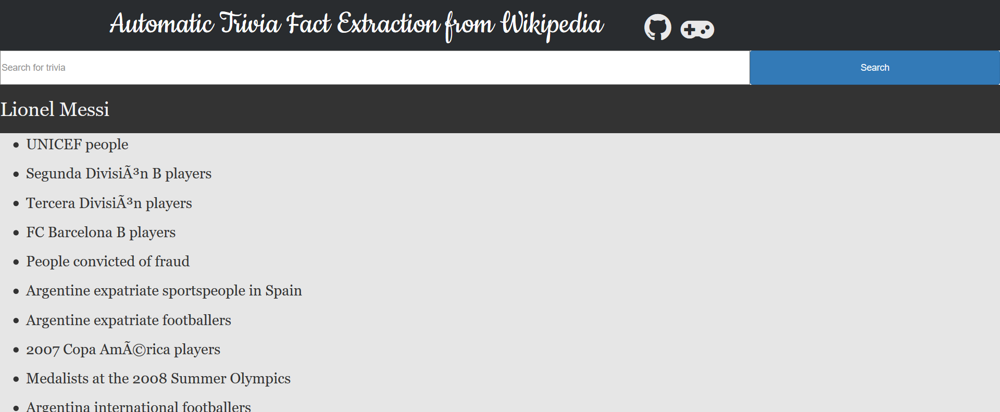 Automatic Trivia Fact Extraction from Wikipedia
Search for trivia
Search
Lionel Messi
UNICEF people
Segunda DivisiÃ³n B players
Tercera DivisiÃ³n players
FC Barcelona B players
People convicted of fraud
Argentine expatriate sportspeople in Spain
Argentine expatriate footballers
2007 Copa AmÃ©rica players
Medalists at the 2008 Summer Olympics
Argentina international footballers